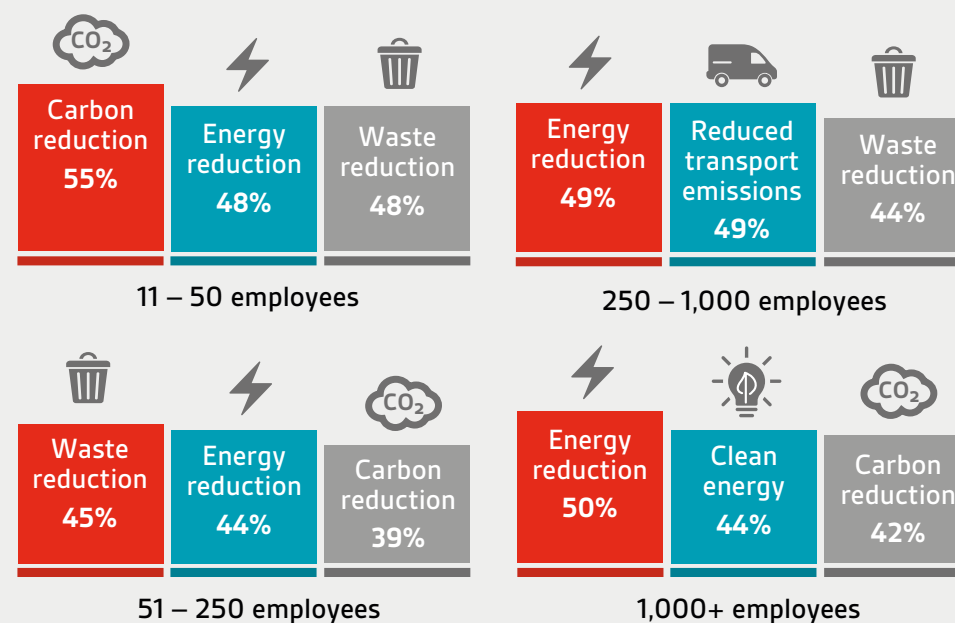 CO₂
Carbon
reduction
55%
Energy
reduction
48%
Waste
reduction
48%
11 – 50 employees
Energy
reduction
49%
Reduced
transport
emissions
49%
Waste
reduction
44%
250 – 1,000 employees
Waste
reduction
45%
Energy
reduction
44%
CO₂
Carbon
reduction
39%
51 – 250 employees
Energy
reduction
50%
Clean
energy
44%
CO₂
Carbon
reduction
42%
1,000+ employees